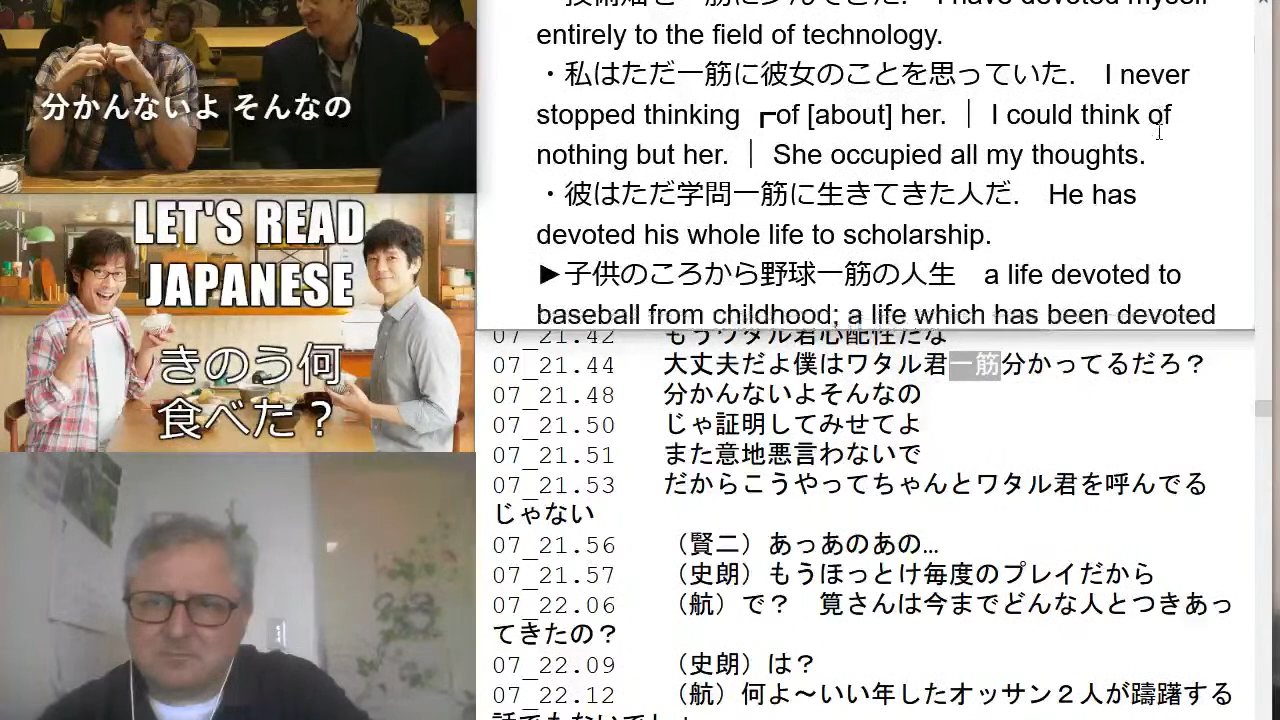 分かんないよ そんなの
LET'S READ
JAPANESE
きのう何
食べた？
entirely to the field of technology.
・私はただ一筋に彼女のことを思っていた. I never
stopped thinking ┏of [about] her. ｜ I could think of
nothing but her. ｜ She occupied all my thoughts.
・彼はただ学問一筋に生きてきた人だ. He has
devoted his whole life to scholarship.
►子供のころから野球一筋の人生 a life devoted to
baseball from childhood; a life which has been devoted
07_21.42 もうワタル君心配性だな
07_21.44 大丈夫だよ僕はワタル君一筋分かってるだろ？
07_21.48 分かんないよそんなの
07_21.50 じゃ証明してみせてよ
07_21.51 また意地悪言わないで
07_21.53 だからこうやってちゃんとワタル君を呼んでる
じゃない
07_21.56 （賢二）あっあのあの…
07_21.57 （史朗）もうほっとけ毎度のプレイだから
07_22.06 （航）で？ 筧さんは今までどんな人とつきあっ
てきたの？
07_22.09 （史朗）は？
07_22.12 （航）何よ～いい年したオッサン２人が躊躇する